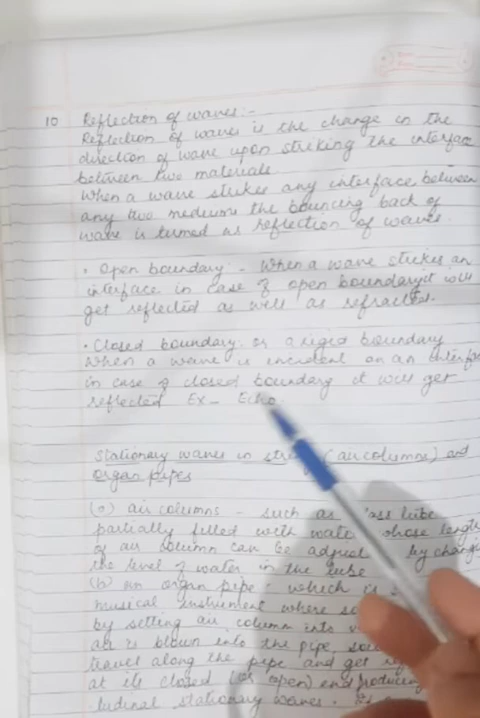 10 Reflection of waves:-
Reflection of waves is the change in the
direction of wave upon striking the interface
between two materials.
When a wave strikes any interface between
any two mediums the bouncing back of
wave is turmed as reflection of waves.
• Open boundary - When a wave strikes an
interface in case of open boundary it will
get reflected as well as refracted.
• Closed boundary or a rigid boundary
When a wave is incident on an interface
in case of closed boundary it will get
reflected Ex- Echo.
Stationary waves in (air columns) and
organ pipes
(a) air columns - such as tube
partially filled with water whose length
of air column can be adjust by changi
the level of water in the tube
(b) an organ pipe - which is
musical instrument where
by setting air column into
air is blown into the pipe,
travel along the pipe and get
at its closed (or open) end producing
tudinal stationary waves.